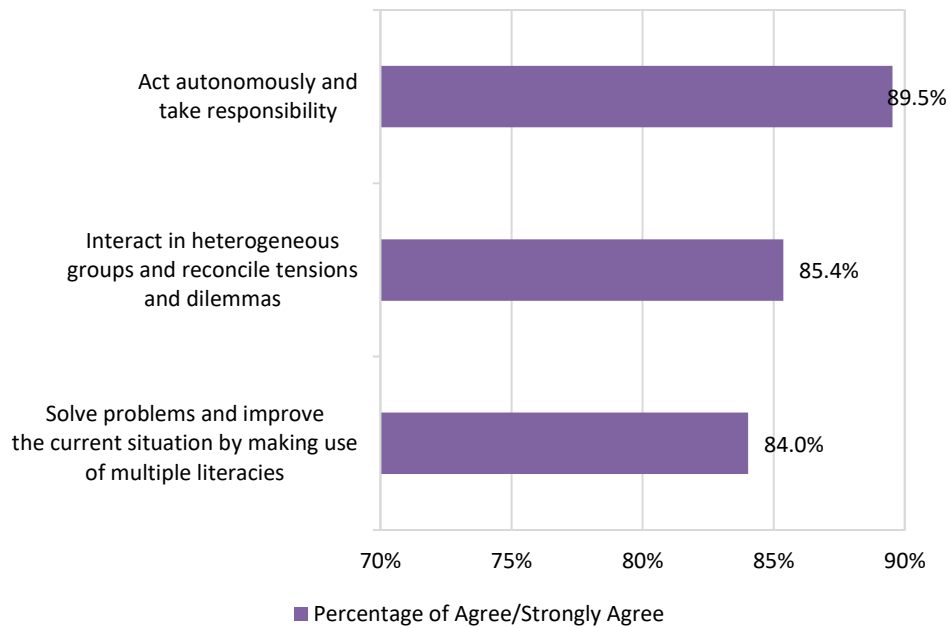 Act autonomously and
take responsibility
89.5%
Interact in heterogeneous
groups and reconcile tensions
and dilemmas
85.4%
Solve problems and improve
the current situation by making use
of multiple literacies
84.0%
70% 75% 80% 85% 90%
Percentage of Agree/Strongly Agree